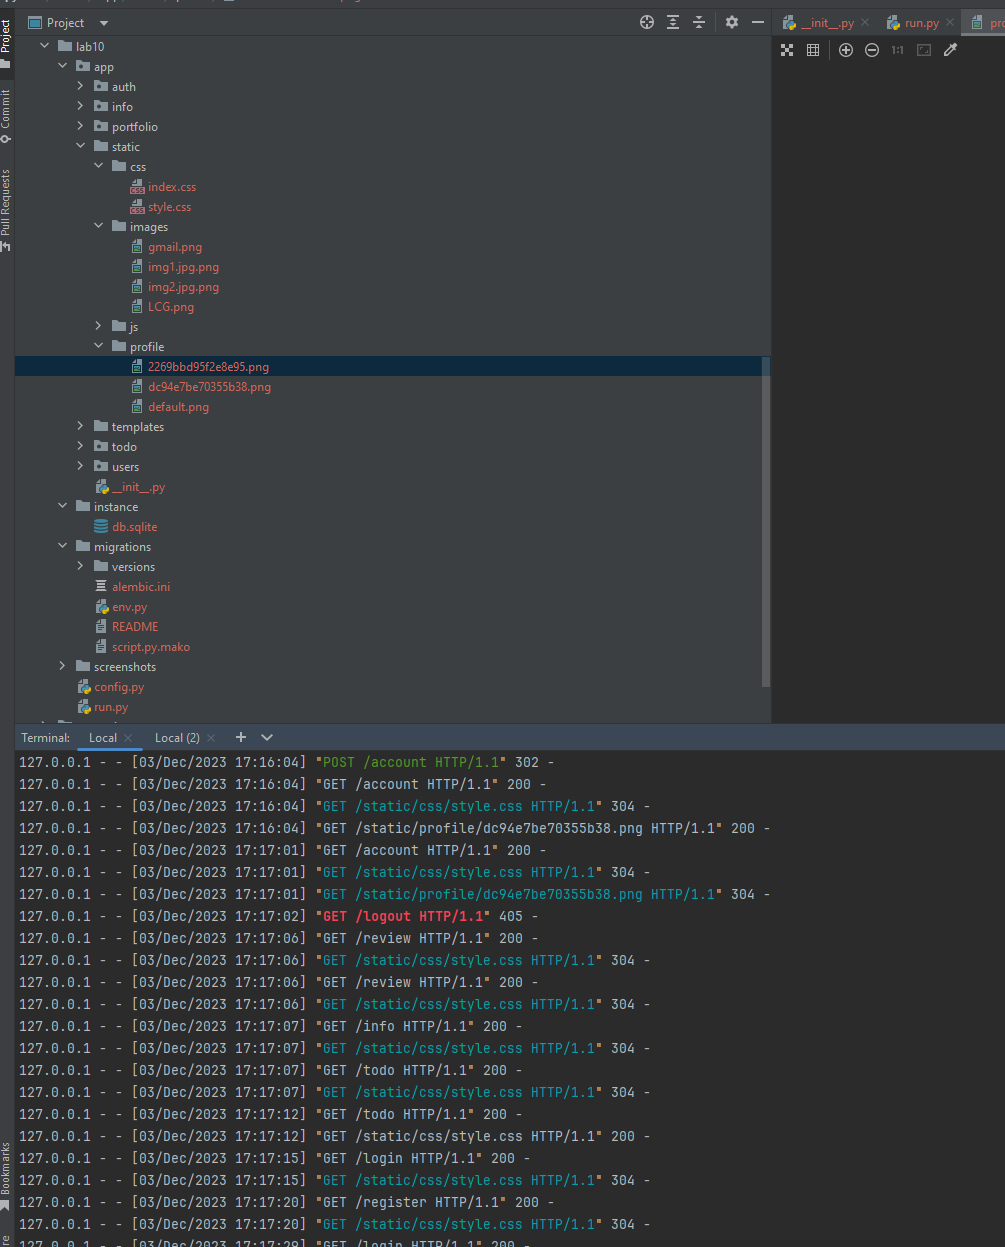 Project
__init__.py
run.py
1:1
Project
Commit
Pull Requests
lab10
app
auth
info
portfolio
static
css
index.css
style.css
images
gmail.png
img1.jpg.png
img2.jpg.png
LCG.png
js
profile
2269bbd95f2e8e95.png
dc94e7be70355b38.png
default.png
templates
todo
users
__init__.py
instance
db.sqlite
migrations
versions
alembic.ini
env.py
README
script.py.mako
screenshots
config.py
run.py
Terminal: Local Local (2)
127.0.0.1 - - [03/Dec/2023 17:16:04] "POST /account HTTP/1.1" 302 -
127.0.0.1 - - [03/Dec/2023 17:16:04] "GET /account HTTP/1.1" 200 -
127.0.0.1 - - [03/Dec/2023 17:16:04] "GET /static/css/style.css HTTP/1.1" 304 -
127.0.0.1 - - [03/Dec/2023 17:16:04] "GET /static/profile/dc94e7be70355b38.png HTTP/1.1" 200 -
127.0.0.1 - - [03/Dec/2023 17:17:01] "GET /account HTTP/1.1" 200 -
127.0.0.1 - - [03/Dec/2023 17:17:01] "GET /static/css/style.css HTTP/1.1" 304 -
127.0.0.1 - - [03/Dec/2023 17:17:01] "GET /static/profile/dc94e7be70355b38.png HTTP/1.1" 304 -
127.0.0.1 - - [03/Dec/2023 17:17:02] "GET /logout HTTP/1.1" 405 -
127.0.0.1 - - [03/Dec/2023 17:17:06] "GET /review HTTP/1.1" 200 -
127.0.0.1 - - [03/Dec/2023 17:17:06] "GET /static/css/style.css HTTP/1.1" 304 -
127.0.0.1 - - [03/Dec/2023 17:17:06] "GET /review HTTP/1.1" 200 -
127.0.0.1 - - [03/Dec/2023 17:17:06] "GET /static/css/style.css HTTP/1.1" 304 -
127.0.0.1 - - [03/Dec/2023 17:17:07] "GET /info HTTP/1.1" 200 -
127.0.0.1 - - [03/Dec/2023 17:17:07] "GET /static/css/style.css HTTP/1.1" 304 -
127.0.0.1 - - [03/Dec/2023 17:17:07] "GET /todo HTTP/1.1" 200 -
127.0.0.1 - - [03/Dec/2023 17:17:07] "GET /static/css/style.css HTTP/1.1" 304 -
127.0.0.1 - - [03/Dec/2023 17:17:12] "GET /todo HTTP/1.1" 200 -
127.0.0.1 - - [03/Dec/2023 17:17:12] "GET /static/css/style.css HTTP/1.1" 200 -
127.0.0.1 - - [03/Dec/2023 17:17:15] "GET /login HTTP/1.1" 200 -
127.0.0.1 - - [03/Dec/2023 17:17:15] "GET /static/css/style.css HTTP/1.1" 304 -
127.0.0.1 - - [03/Dec/2023 17:17:20] "GET /register HTTP/1.1" 200 -
127.0.0.1 - - [03/Dec/2023 17:17:20] "GET /static/css/style.css HTTP/1.1" 304 -
127.0.0.1 - - [03/Dec/2023 17:17:29] "GET /login HTTP/1.1" 200 -
Bookmarks